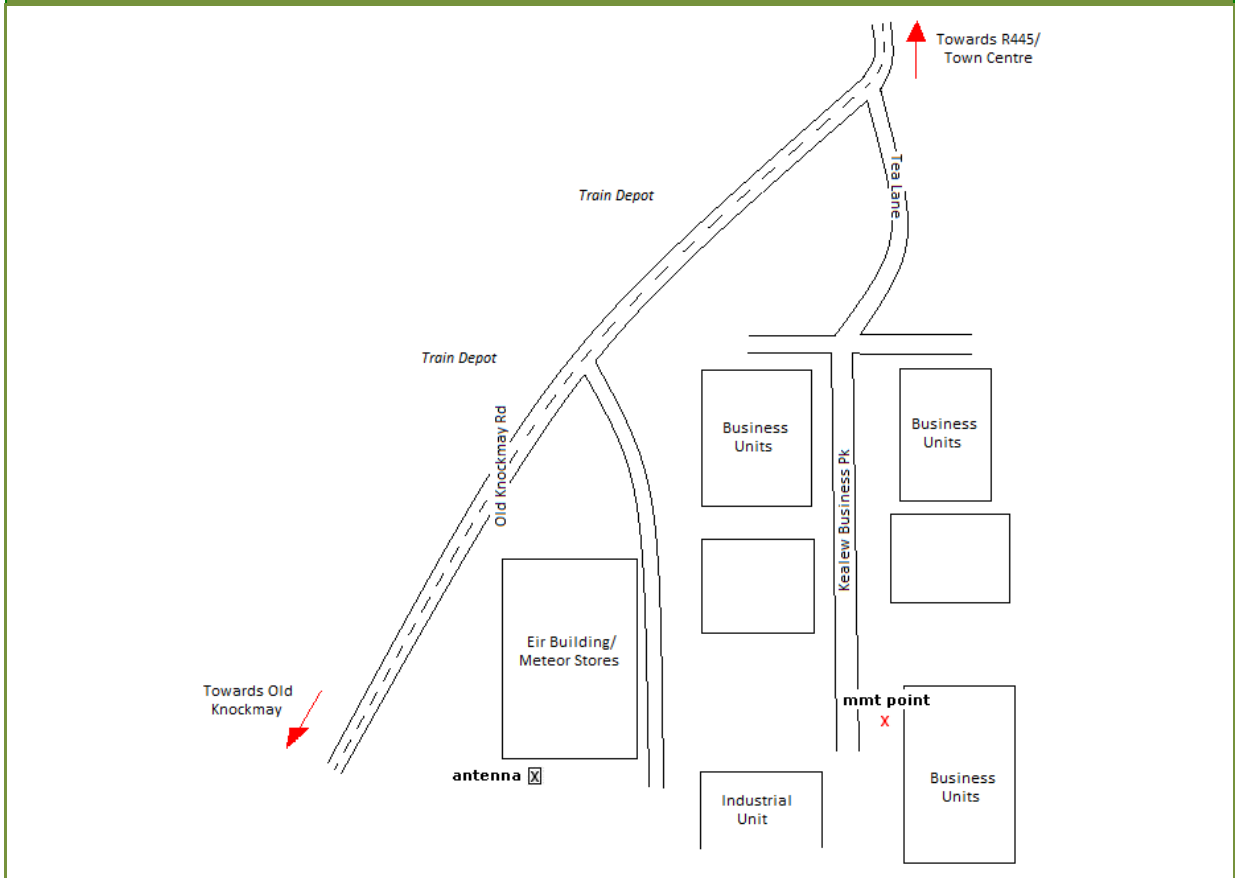 Towards R445/
Town Centre
Train Depot
Tea Lane
Train Depot
Old Knockmay Rd
Business
Units
Business
Units
Kealew Business Pk
Eir Building/
Meteor Stores
Towards Old
Knockmay
mmt point
X
antenna X
Industrial
Unit
Business
Units